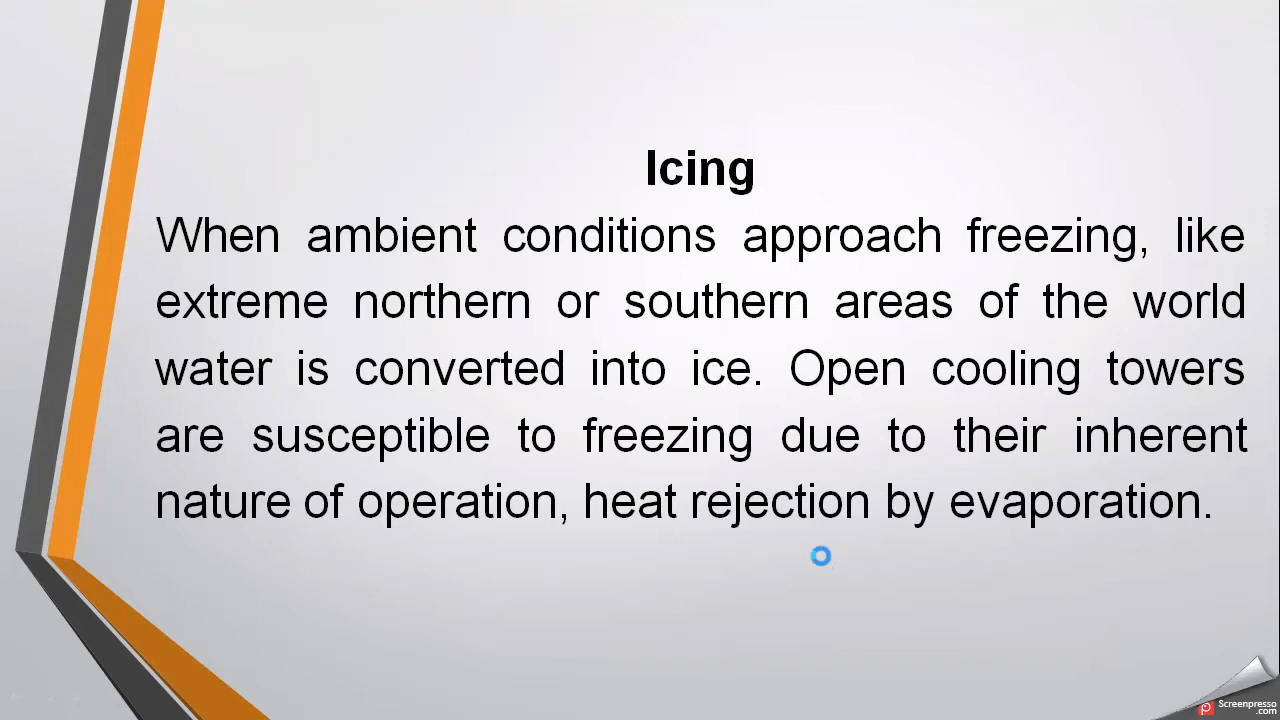 Icing
When ambient conditions approach freezing, like
extreme northern or southern areas of the world
water is converted into ice. Open cooling towers
are susceptible to freezing due to their inherent
nature of operation, heat rejection by evaporation.
Screenpresso
.com